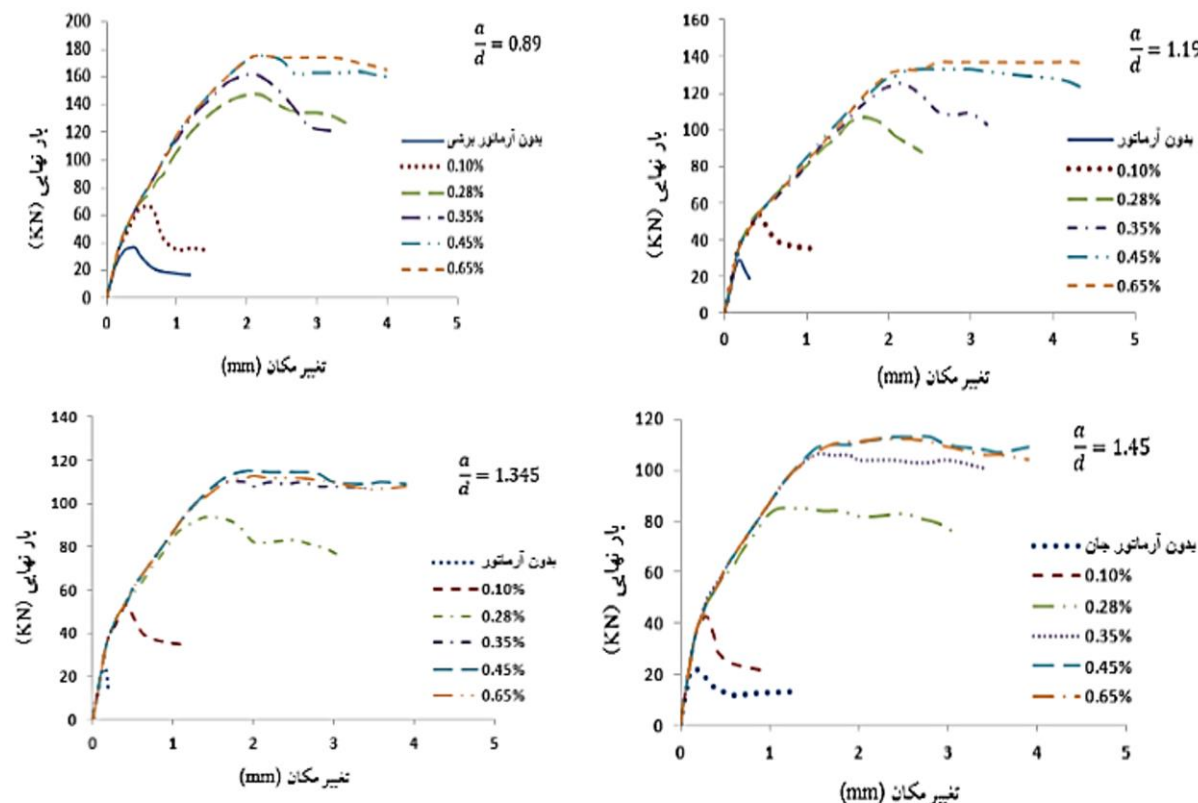 200
180
160
140
120
100
80
60
40
20
0
بار نهایی (KN)
0 1 2 3 4 5
تغییر مکان (mm)
a/d = 0.89
بدون آرماتور برشی
0.10%
0.28%
0.35%
0.45%
0.65%
160
140
120
100
80
60
40
20
0
بار نهایی (KN)
0 1 2 3 4 5
تغییر مکان (mm)
a/d = 1.19
بدون آرماتور
0.10%
0.28%
0.35%
0.45%
0.65%
140
120
100
80
60
40
20
0
بار نهایی (KN)
0 1 2 3 4 5
تغییر مکان (mm)
a/d = 1.345
بدون آرماتور
0.10%
0.28%
0.35%
0.45%
0.65%
120
100
80
60
40
20
0
بار نهایی (KN)
0 1 2 3 4 5
تغییر مکان (mm)
a/d = 1.45
بدون آرماتور جان
0.10%
0.28%
0.35%
0.45%
0.65%